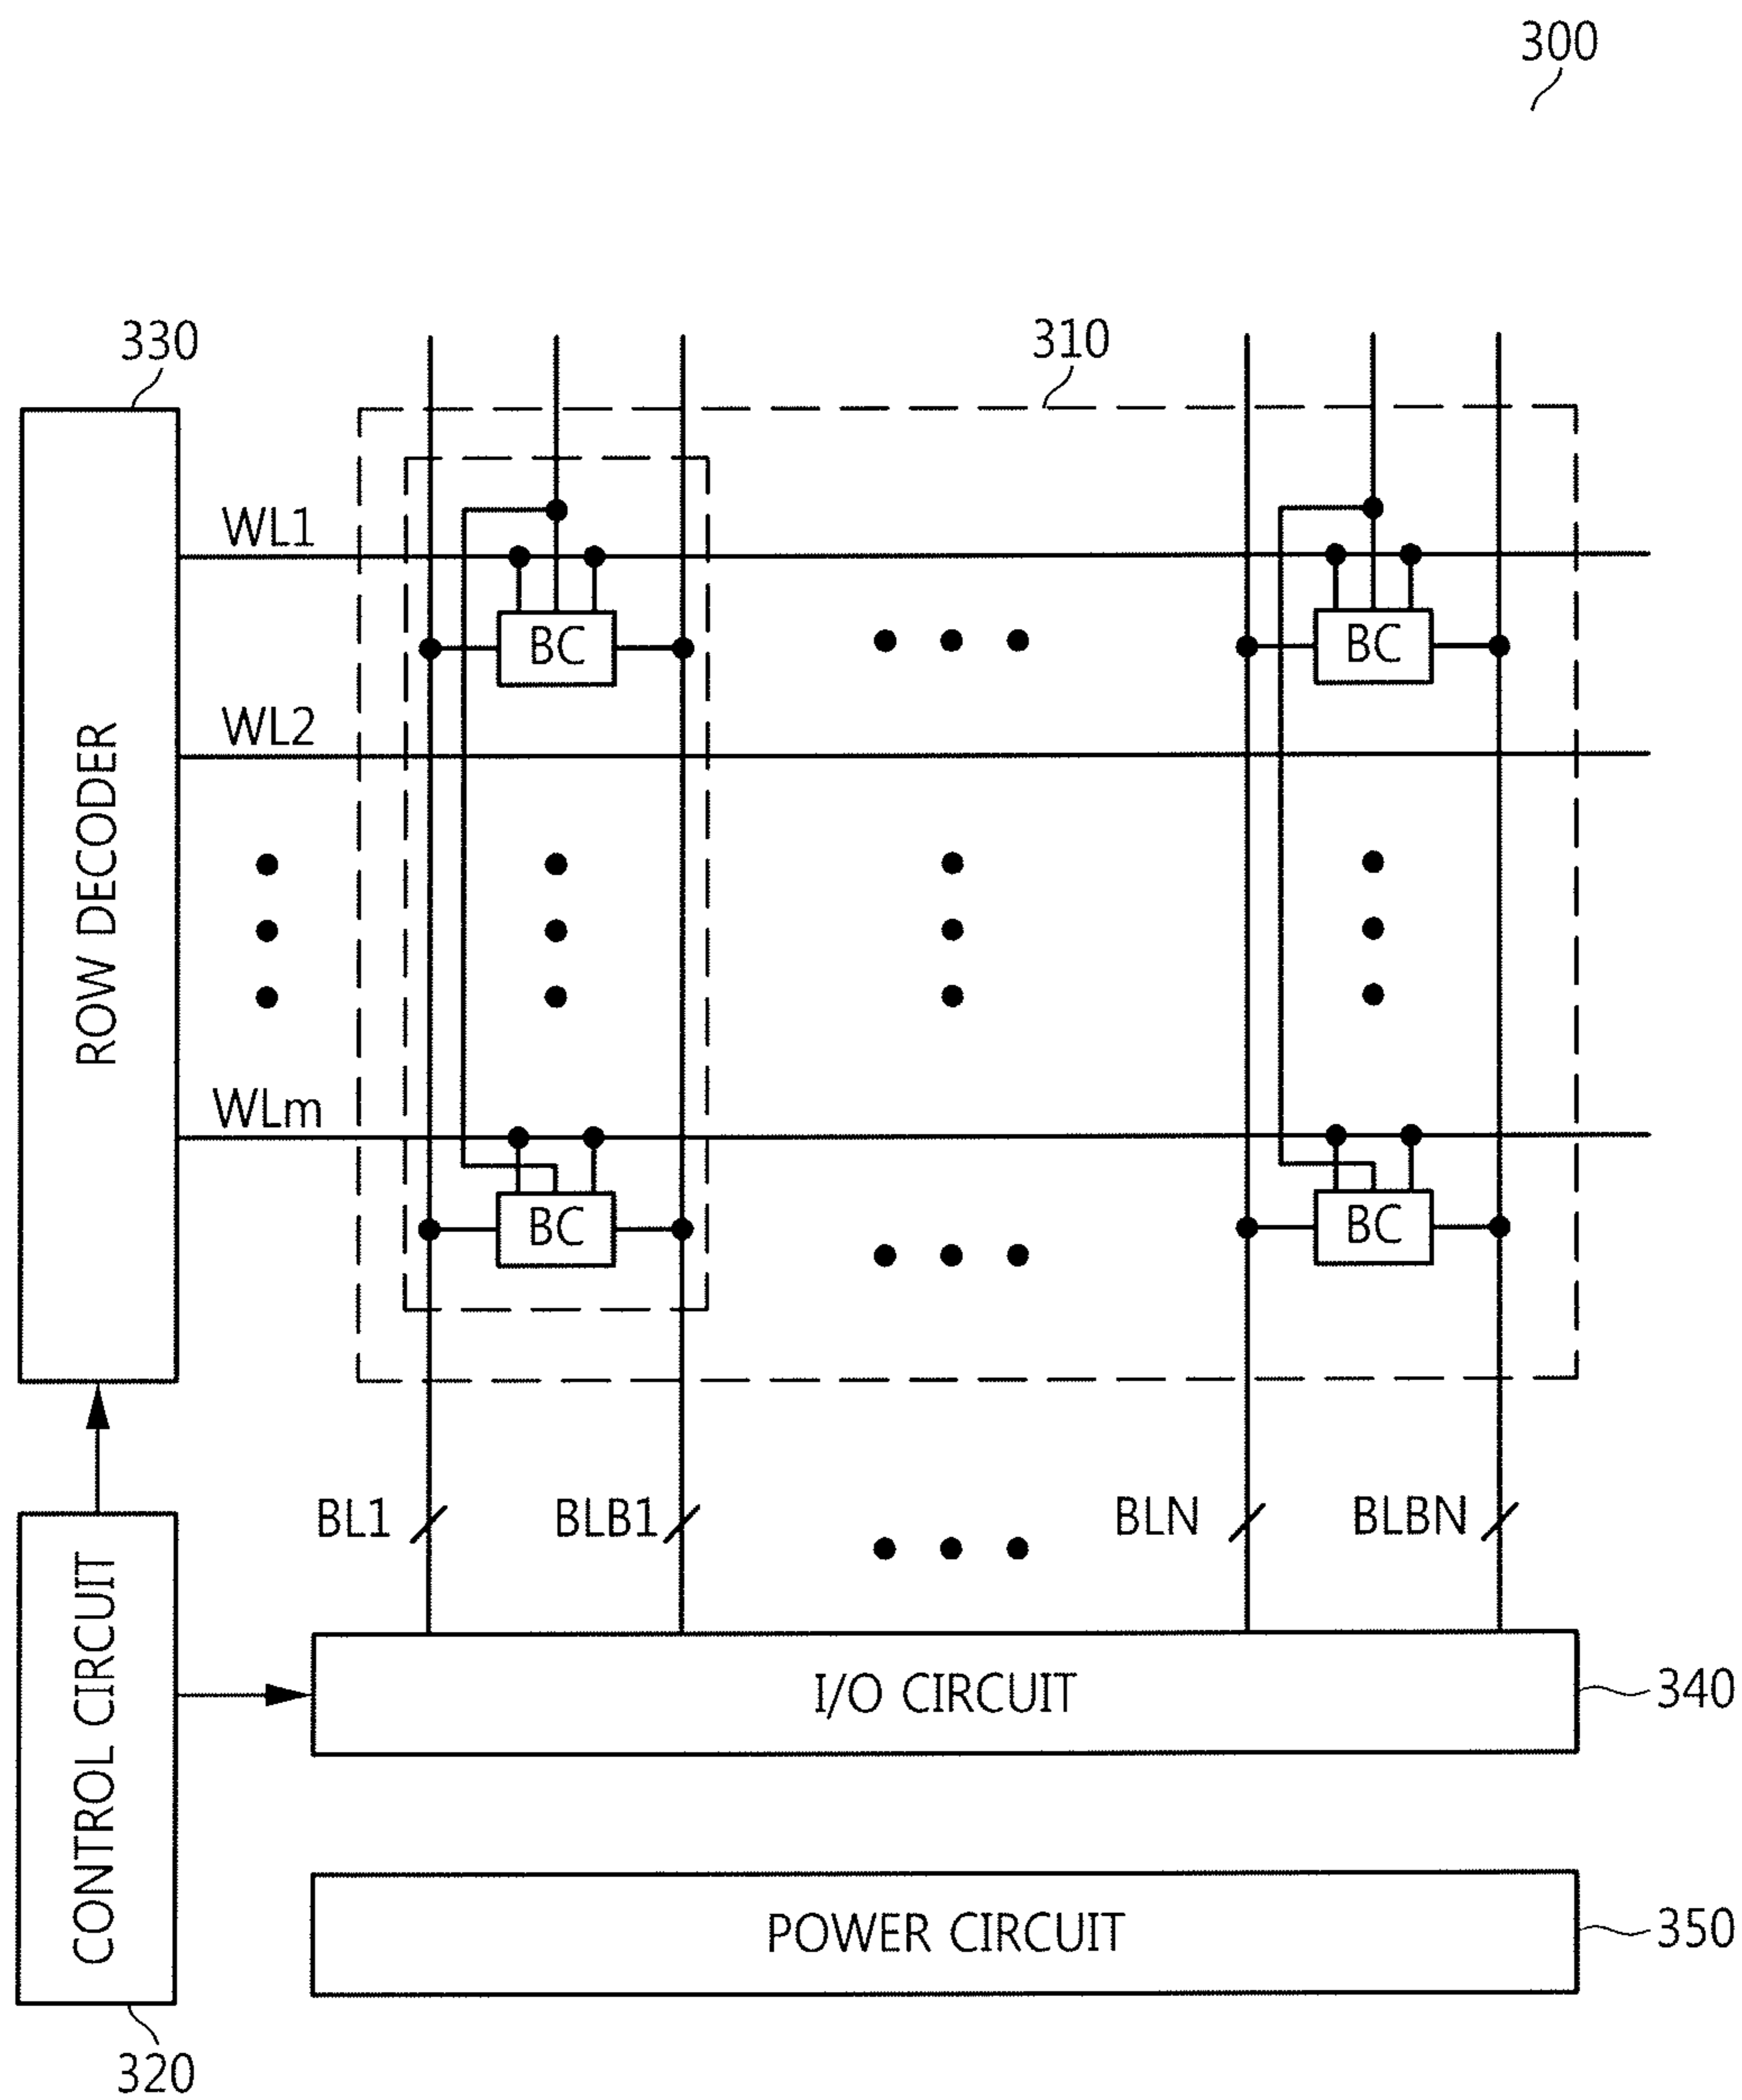 300
330
310
WL1
BC
BC
WL2
ROW DECODER
WLm
BC
BC
BL1
BLB1
BLN
BLBN
CONTROL CIRCUIT
I/O CIRCUIT
340
POWER CIRCUIT
350
320